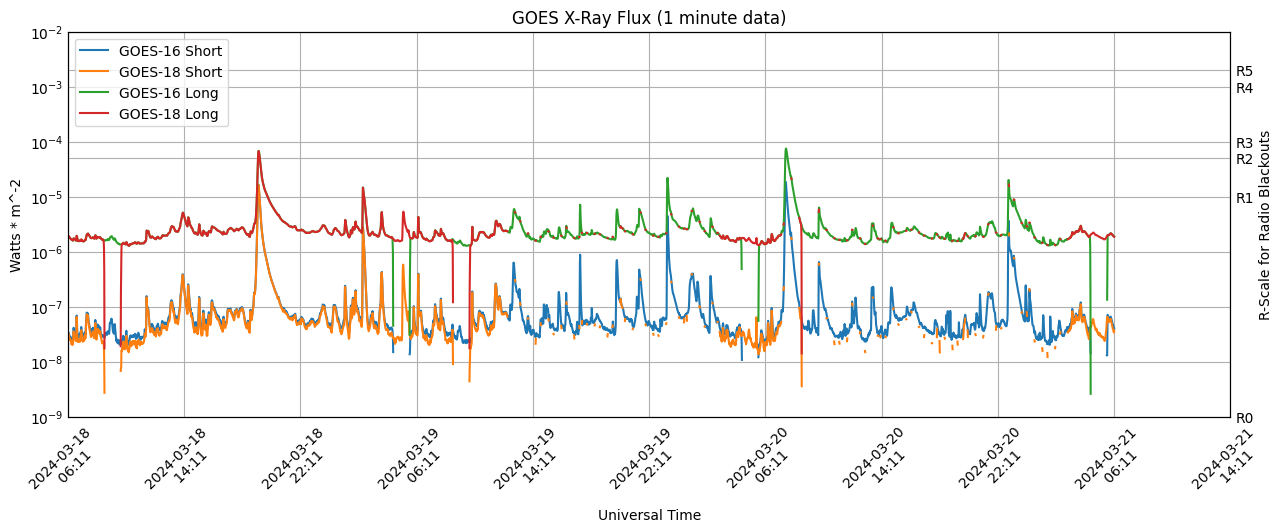 GOES X-Ray Flux (1 minute data)
GOES-16 Short
GOES-18 Short
GOES-16 Long
GOES-18 Long
Watts * m^-2
10^-2
10^-3
10^-4
10^-5
10^-6
10^-7
10^-8
10^-9
R5
R4
R3
R2
R1
R0
R-Scale for Radio Blackouts
2024-03-18
06:11
2024-03-18
14:11
2024-03-18
22:11
2024-03-19
06:11
2024-03-19
14:11
2024-03-19
22:11
2024-03-20
06:11
2024-03-20
14:11
2024-03-20
22:11
2024-03-21
06:11
2024-03-21
14:11
Universal Time